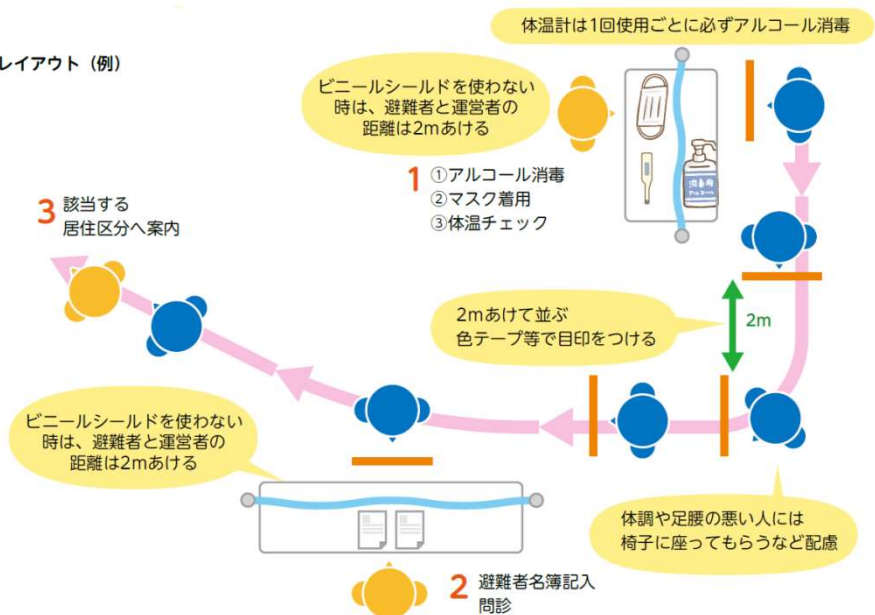 レイアウト（例）
体温計は1回使用ごとに必ずアルコール消毒
ビニールシールドを使わない
時は、避難者と運営者の
距離は2mあける
消毒用
アルコール
1 ①アルコール消毒
②マスク着用
③体温チェック
3 該当する
居住区分へ案内
2mあけて並ぶ
色テープ等で目印をつける
2m
ビニールシールドを使わない
時は、避難者と運営者の
距離は2mあける
体調や足腰の悪い人には
椅子に座ってもらうなど配慮
2 避難者名簿記入
問診